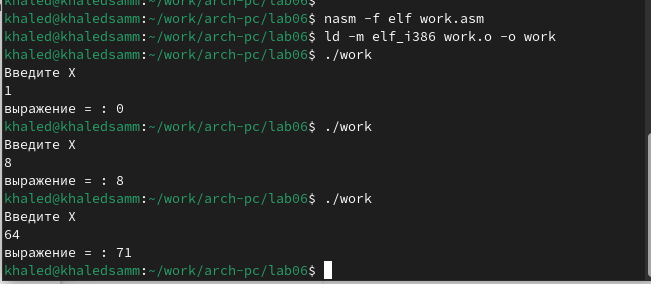 khaled@khaledsamm:~/work/arch-pc/lab06$ nasm -f elf work.asm
khaled@khaledsamm:~/work/arch-pc/lab06$ ld -m elf_i386 work.o -o work
khaled@khaledsamm:~/work/arch-pc/lab06$ ./work
Введите X
1
выражение = : 0
khaled@khaledsamm:~/work/arch-pc/lab06$ ./work
Введите X
8
выражение = : 8
khaled@khaledsamm:~/work/arch-pc/lab06$ ./work
Введите X
64
выражение = : 71
khaled@khaledsamm:~/work/arch-pc/lab06$